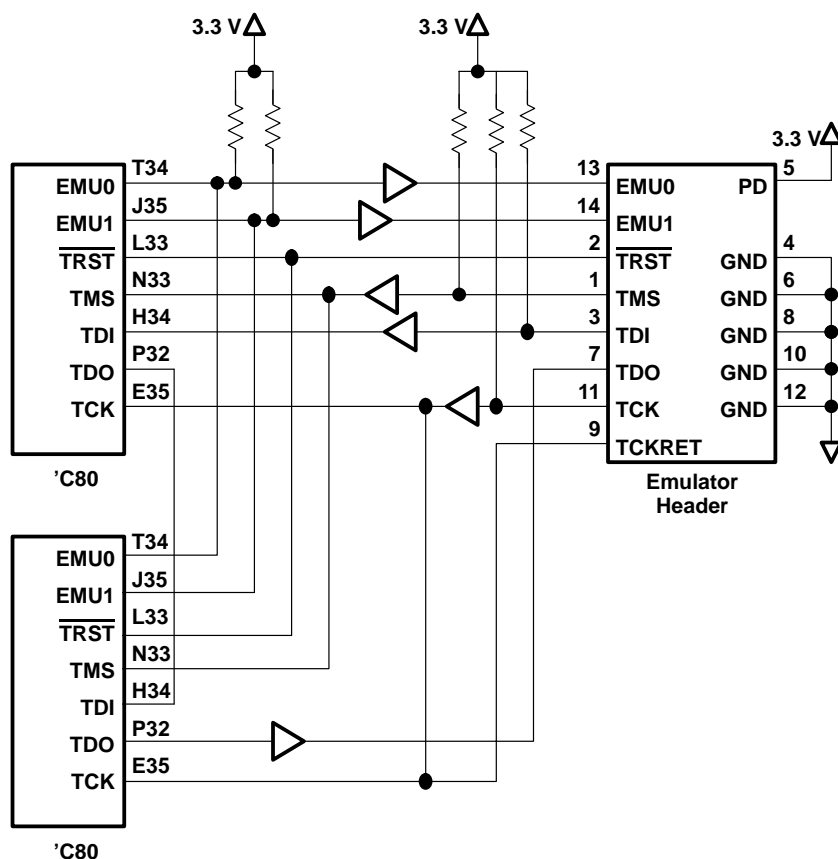 3.3 V
3.3 V
3.3 V
EMU0 T34
EMU1 J35
TRST L33
TMS N33
TDI H34
TDO P32
TCK E35
'C80
13 EMU0
14 EMU1
2 TRST
1 TMS
3 TDI
7 TDO
11 TCK
9 TCKRET
PD 5
GND 4
GND 6
GND 8
GND 10
GND 12
Emulator
Header
EMU0 T34
EMU1 J35
TRST L33
TMS N33
TDI H34
TDO P32
TCK E35
'C80